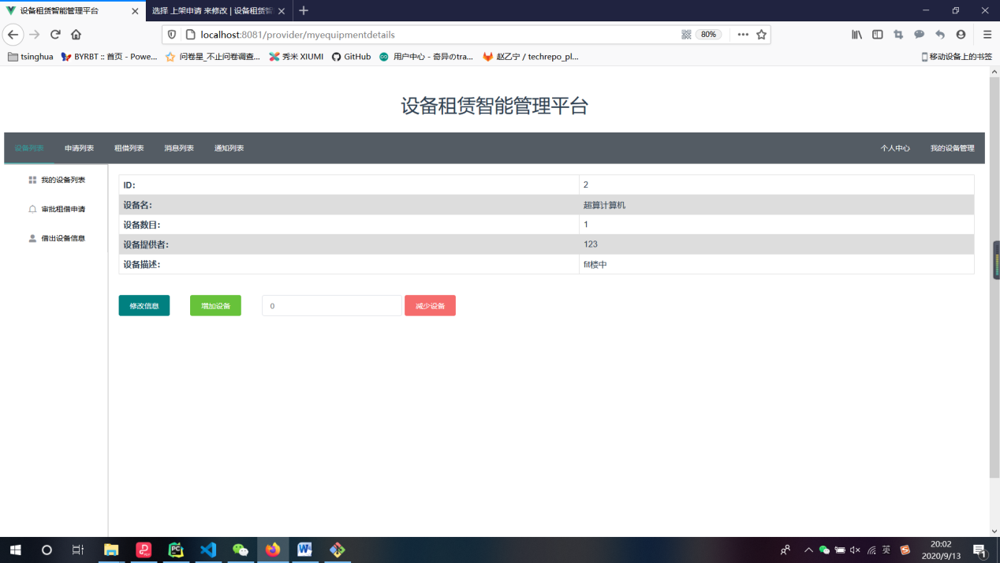 设备租赁智能管理平台
选择 上架申请 来修改 | 设备租赁智
localhost:8081/provider/myequipmentdetails
80%
tsinghua
BYRBT :: 首页 - Powe...
问卷星_不止问卷调查...
秀米 XIUMI
GitHub
用户中心 - 奇异のtra...
赵乙宁 / techrepo_pl...
移动设备上的书签
设备租赁智能管理平台
设备列表
申请列表
租借列表
消息列表
通知列表
个人中心
我的设备管理
我的设备列表
审批租借申请
借出设备信息
ID: 2
设备名: 超算计算机
设备数目: 1
设备提供者: 123
设备描述: fit楼中
修改信息
增加设备
0
减少设备
英
20:02
2020/9/13
1